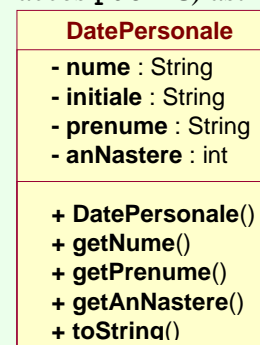 DatePersonale
- nume : String
- initiale : String
- prenume : String
- anNastere : int
+ DatePersonale()
+ getNume()
+ getPrenume()
+ getAnNastere()
+ toString()